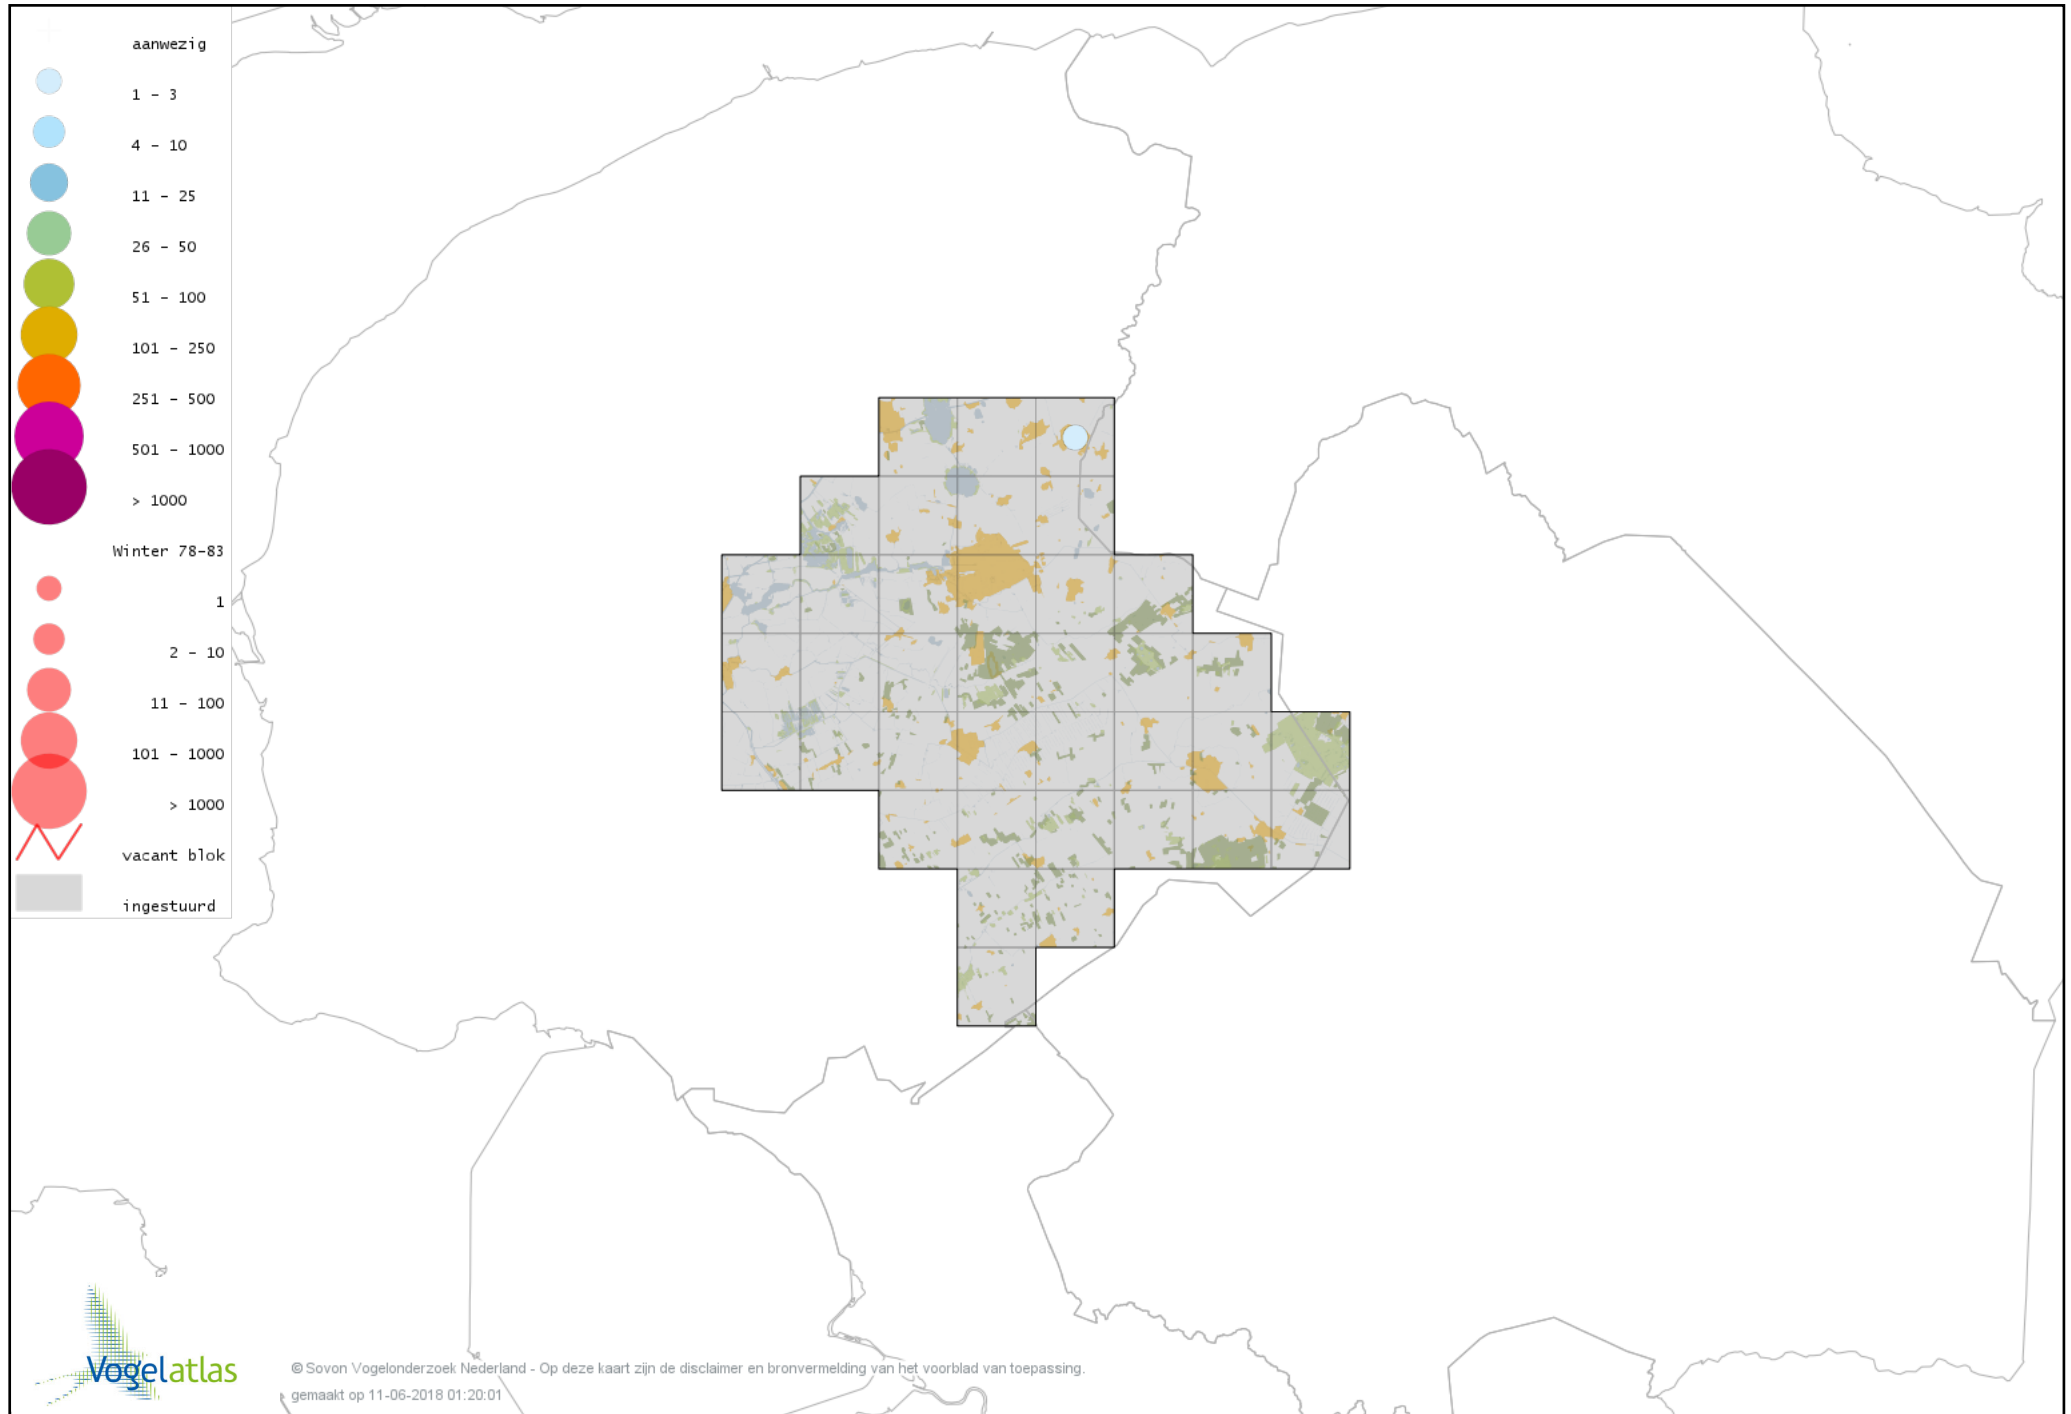 aanwezig
1 - 3
4 - 10
11 - 25
26 - 50
51 - 100
101 - 250
251 - 500
501 - 1000
> 1000
Winter 78-83
1
2 - 10
11 - 100
101 - 1000
> 1000
vacant blok
ingestuurd
Vogelatlas
© Sovon Vogelonderzoek Nederland - Op deze kaart zijn de disclaimer en bronvermelding van het voorblad van toepassing.
gemaakt op 11-06-2018 01:20:01